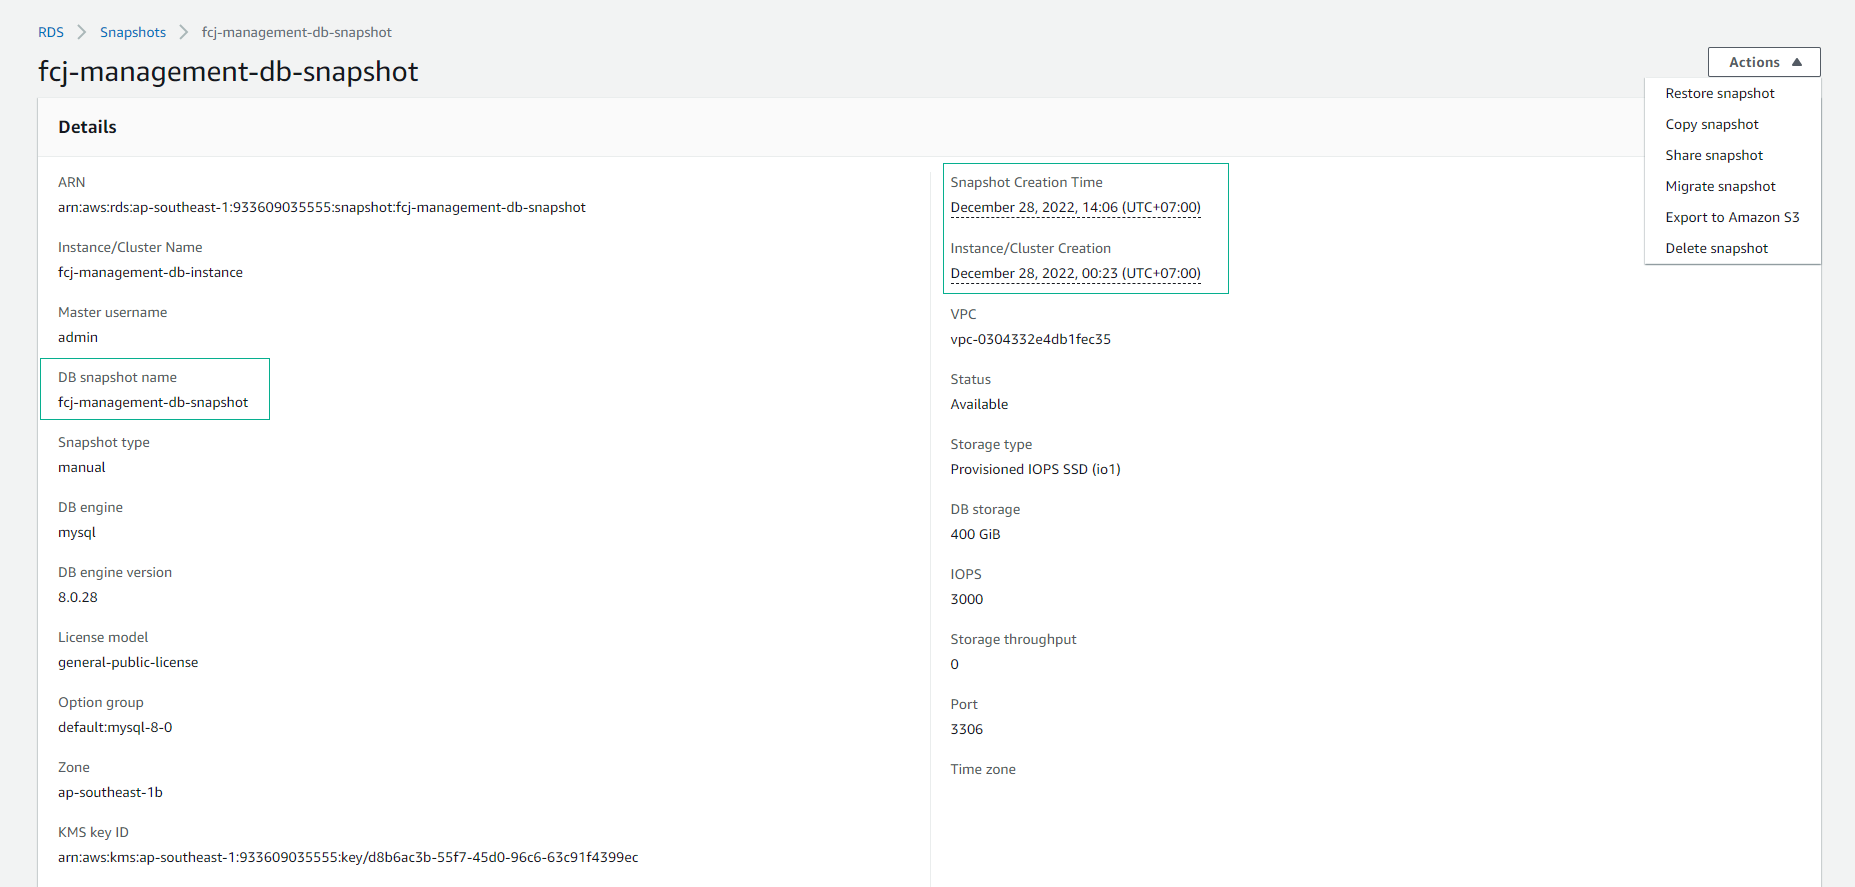 RDS > Snapshots > fcj-management-db-snapshot
fcj-management-db-snapshot
Actions
Restore snapshot
Copy snapshot
Share snapshot
Migrate snapshot
Export to Amazon S3
Delete snapshot
Details
ARN
arn:aws:rds:ap-southeast-1:933609035555:snapshot:fcj-management-db-snapshot
Instance/Cluster Name
fcj-management-db-instance
Master username
admin
DB snapshot name
fcj-management-db-snapshot
Snapshot type
manual
DB engine
mysql
DB engine version
8.0.28
License model
general-public-license
Option group
default:mysql-8-0
Zone
ap-southeast-1b
KMS key ID
arn:aws:kms:ap-southeast-1:933609035555:key/d8b6ac3b-55f7-45d0-96c6-63c91f4399ec
Snapshot Creation Time
December 28, 2022, 14:06 (UTC+07:00)
Instance/Cluster Creation
December 28, 2022, 00:23 (UTC+07:00)
VPC
vpc-0304332e4db1fec35
Status
Available
Storage type
Provisioned IOPS SSD (io1)
DB storage
400 GiB
IOPS
3000
Storage throughput
0
Port
3306
Time zone